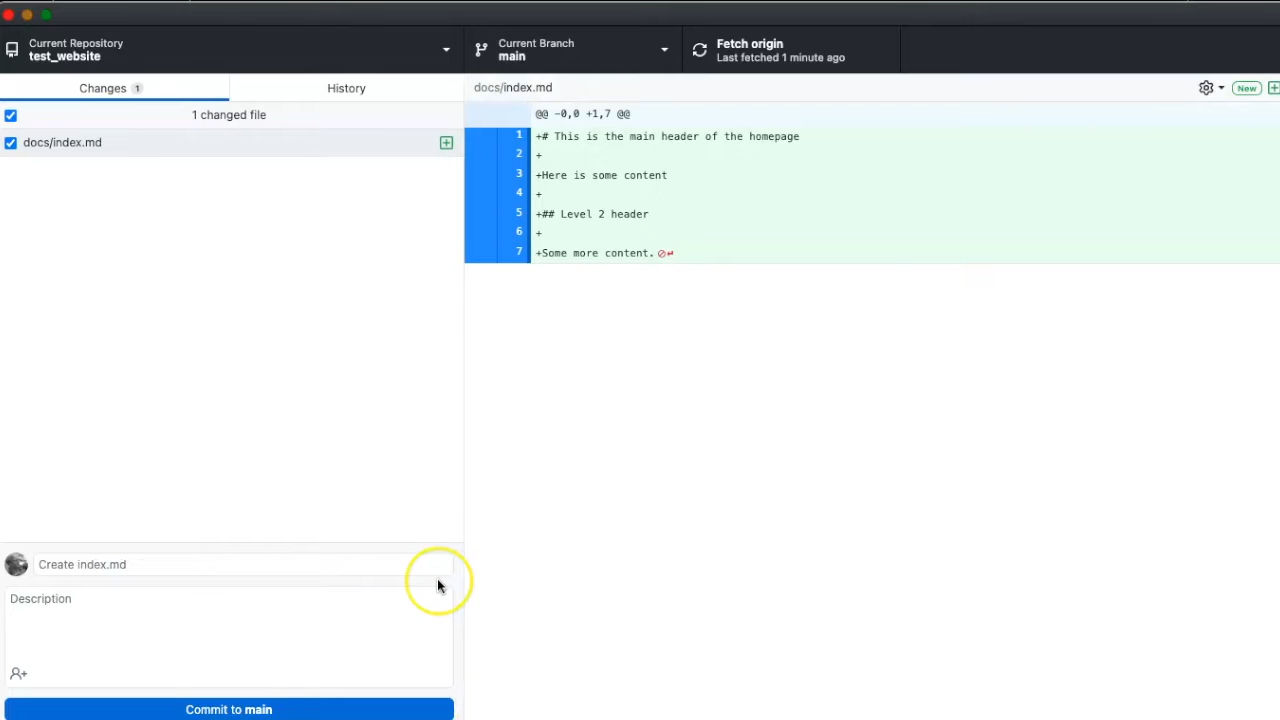 Current Repository
test_website
Current Branch
main
Fetch origin
Last fetched 1 minute ago
Changes 1
History
docs/index.md
New
1 changed file
docs/index.md
@@ -0,0 +1,7 @@
1 +# This is the main header of the homepage
2 +
3 +Here is some content
4 +
5 +## Level 2 header
6 +
7 +Some more content.
Create index.md
Description
Commit to main